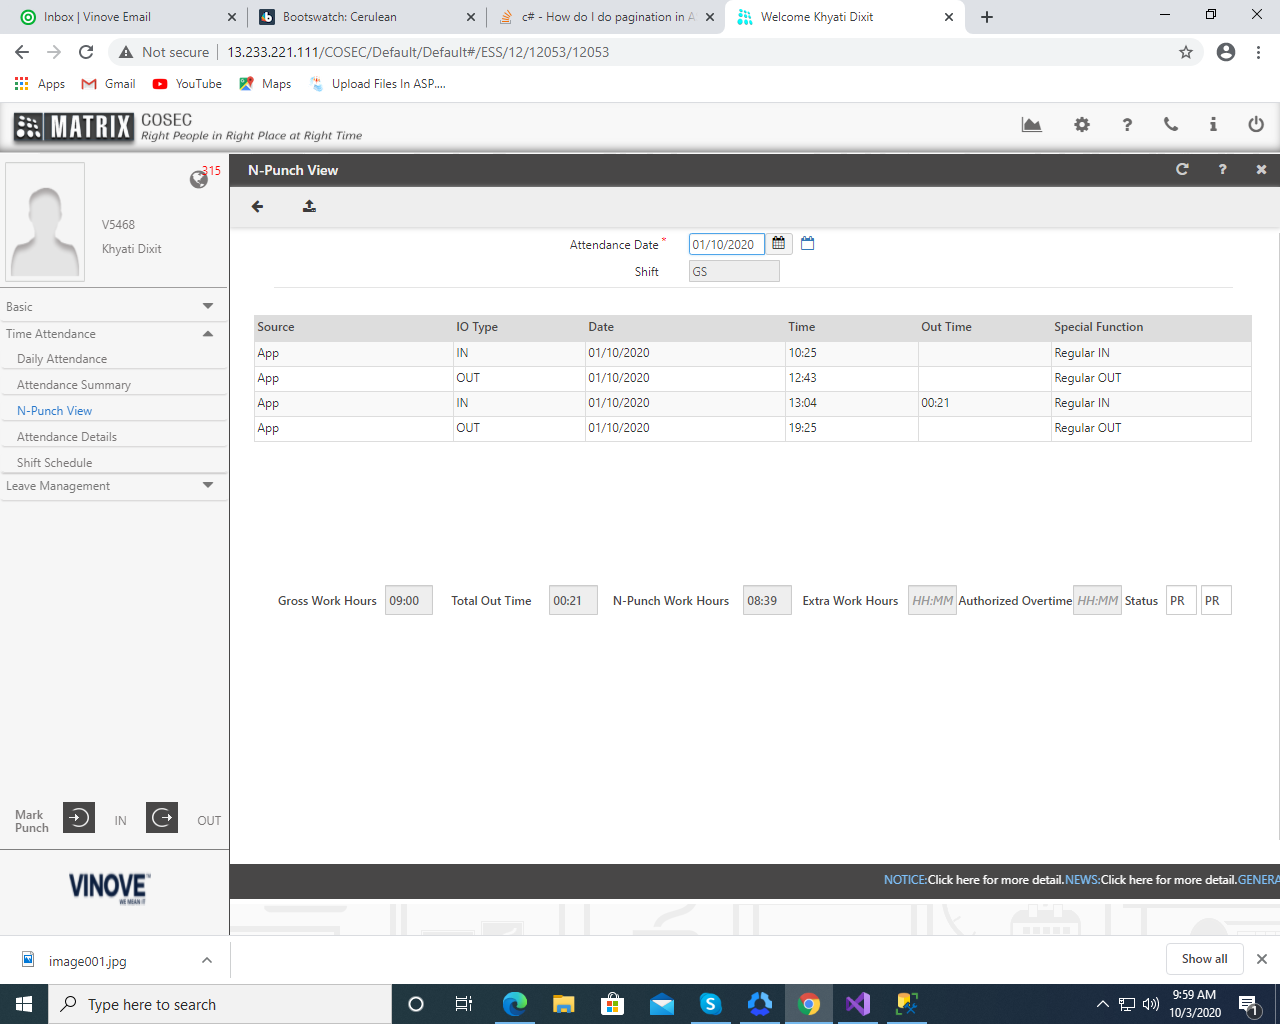 Inbox | Vinove Email
Bootswatch: Cerulean
c# - How do I do pagination in A
Welcome Khyati Dixit
Not secure
13.233.221.111/COSEC/Default/Default#/ESS/12/12053/12053
Apps
Gmail
YouTube
Maps
Upload Files In ASP....
MATRIX
COSEC
Right People in Right Place at Right Time
315
V5468
Khyati Dixit
N-Punch View
Basic
Time Attendance
Daily Attendance
Attendance Summary
N-Punch View
Attendance Details
Shift Schedule
Leave Management
Attendance Date * 01/10/2020
Shift GS
Source IO Type Date Time Out Time Special Function
App IN 01/10/2020 10:25 Regular IN
App OUT 01/10/2020 12:43 Regular OUT
App IN 01/10/2020 13:04 00:21 Regular IN
App OUT 01/10/2020 19:25 Regular OUT
Gross Work Hours 09:00 Total Out Time 00:21 N-Punch Work Hours 08:39 Extra Work Hours HH:MM Authorized Overtime HH:MM Status PR PR
Mark Punch IN OUT
VINOVE
WE MEAN IT
NOTICE:Click here for more detail.NEWS:Click here for more detail.GENERA
image001.jpg
Show all
Type here to search
9:59 AM
10/3/2020
1